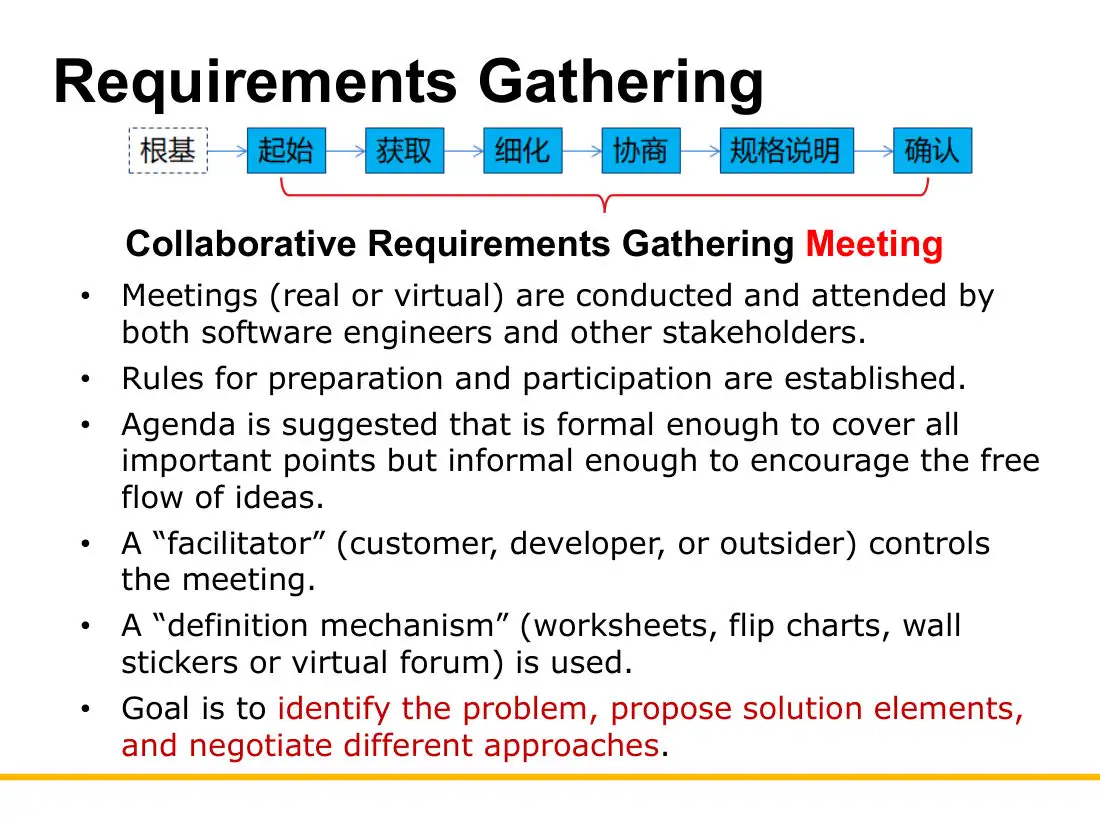 Requirements Gathering
根基 起始 获取 细化 协商 规格说明 确认
Collaborative Requirements Gathering Meeting
• Meetings (real or virtual) are conducted and attended by
both software engineers and other stakeholders.
• Rules for preparation and participation are established.
• Agenda is suggested that is formal enough to cover all
important points but informal enough to encourage the free
flow of ideas.
• A “facilitator” (customer, developer, or outsider) controls
the meeting.
• A “definition mechanism” (worksheets, flip charts, wall
stickers or virtual forum) is used.
• Goal is to identify the problem, propose solution elements,
and negotiate different approaches.